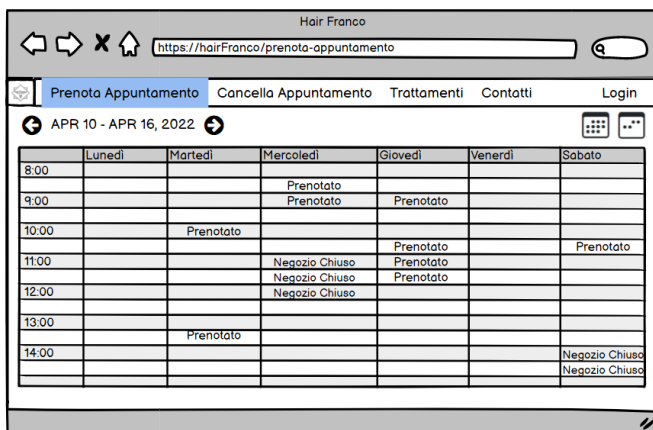 Hair Franco
https://hairFranco/prenota-appuntamento
Prenota Appuntamento Cancella Appuntamento Trattamenti Contatti Login
APR 10 - APR 16, 2022
Lunedì Martedì Mercoledì Giovedì Venerdì Sabato
8:00
Prenotato
9:00 Prenotato Prenotato
10:00 Prenotato
Prenotato Prenotato
11:00 Negozio Chiuso Prenotato
Negozio Chiuso Prenotato
12:00 Negozio Chiuso
13:00
Prenotato
14:00 Negozio Chiuso
Negozio Chiuso